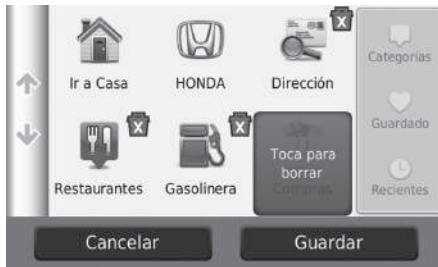 Ir a Casa
HONDA
Dirección
Categorías
Guardado
Restaurantes
Gasolinera
Toca para
borrar
Compras
Recientes
Cancelar
Guardar